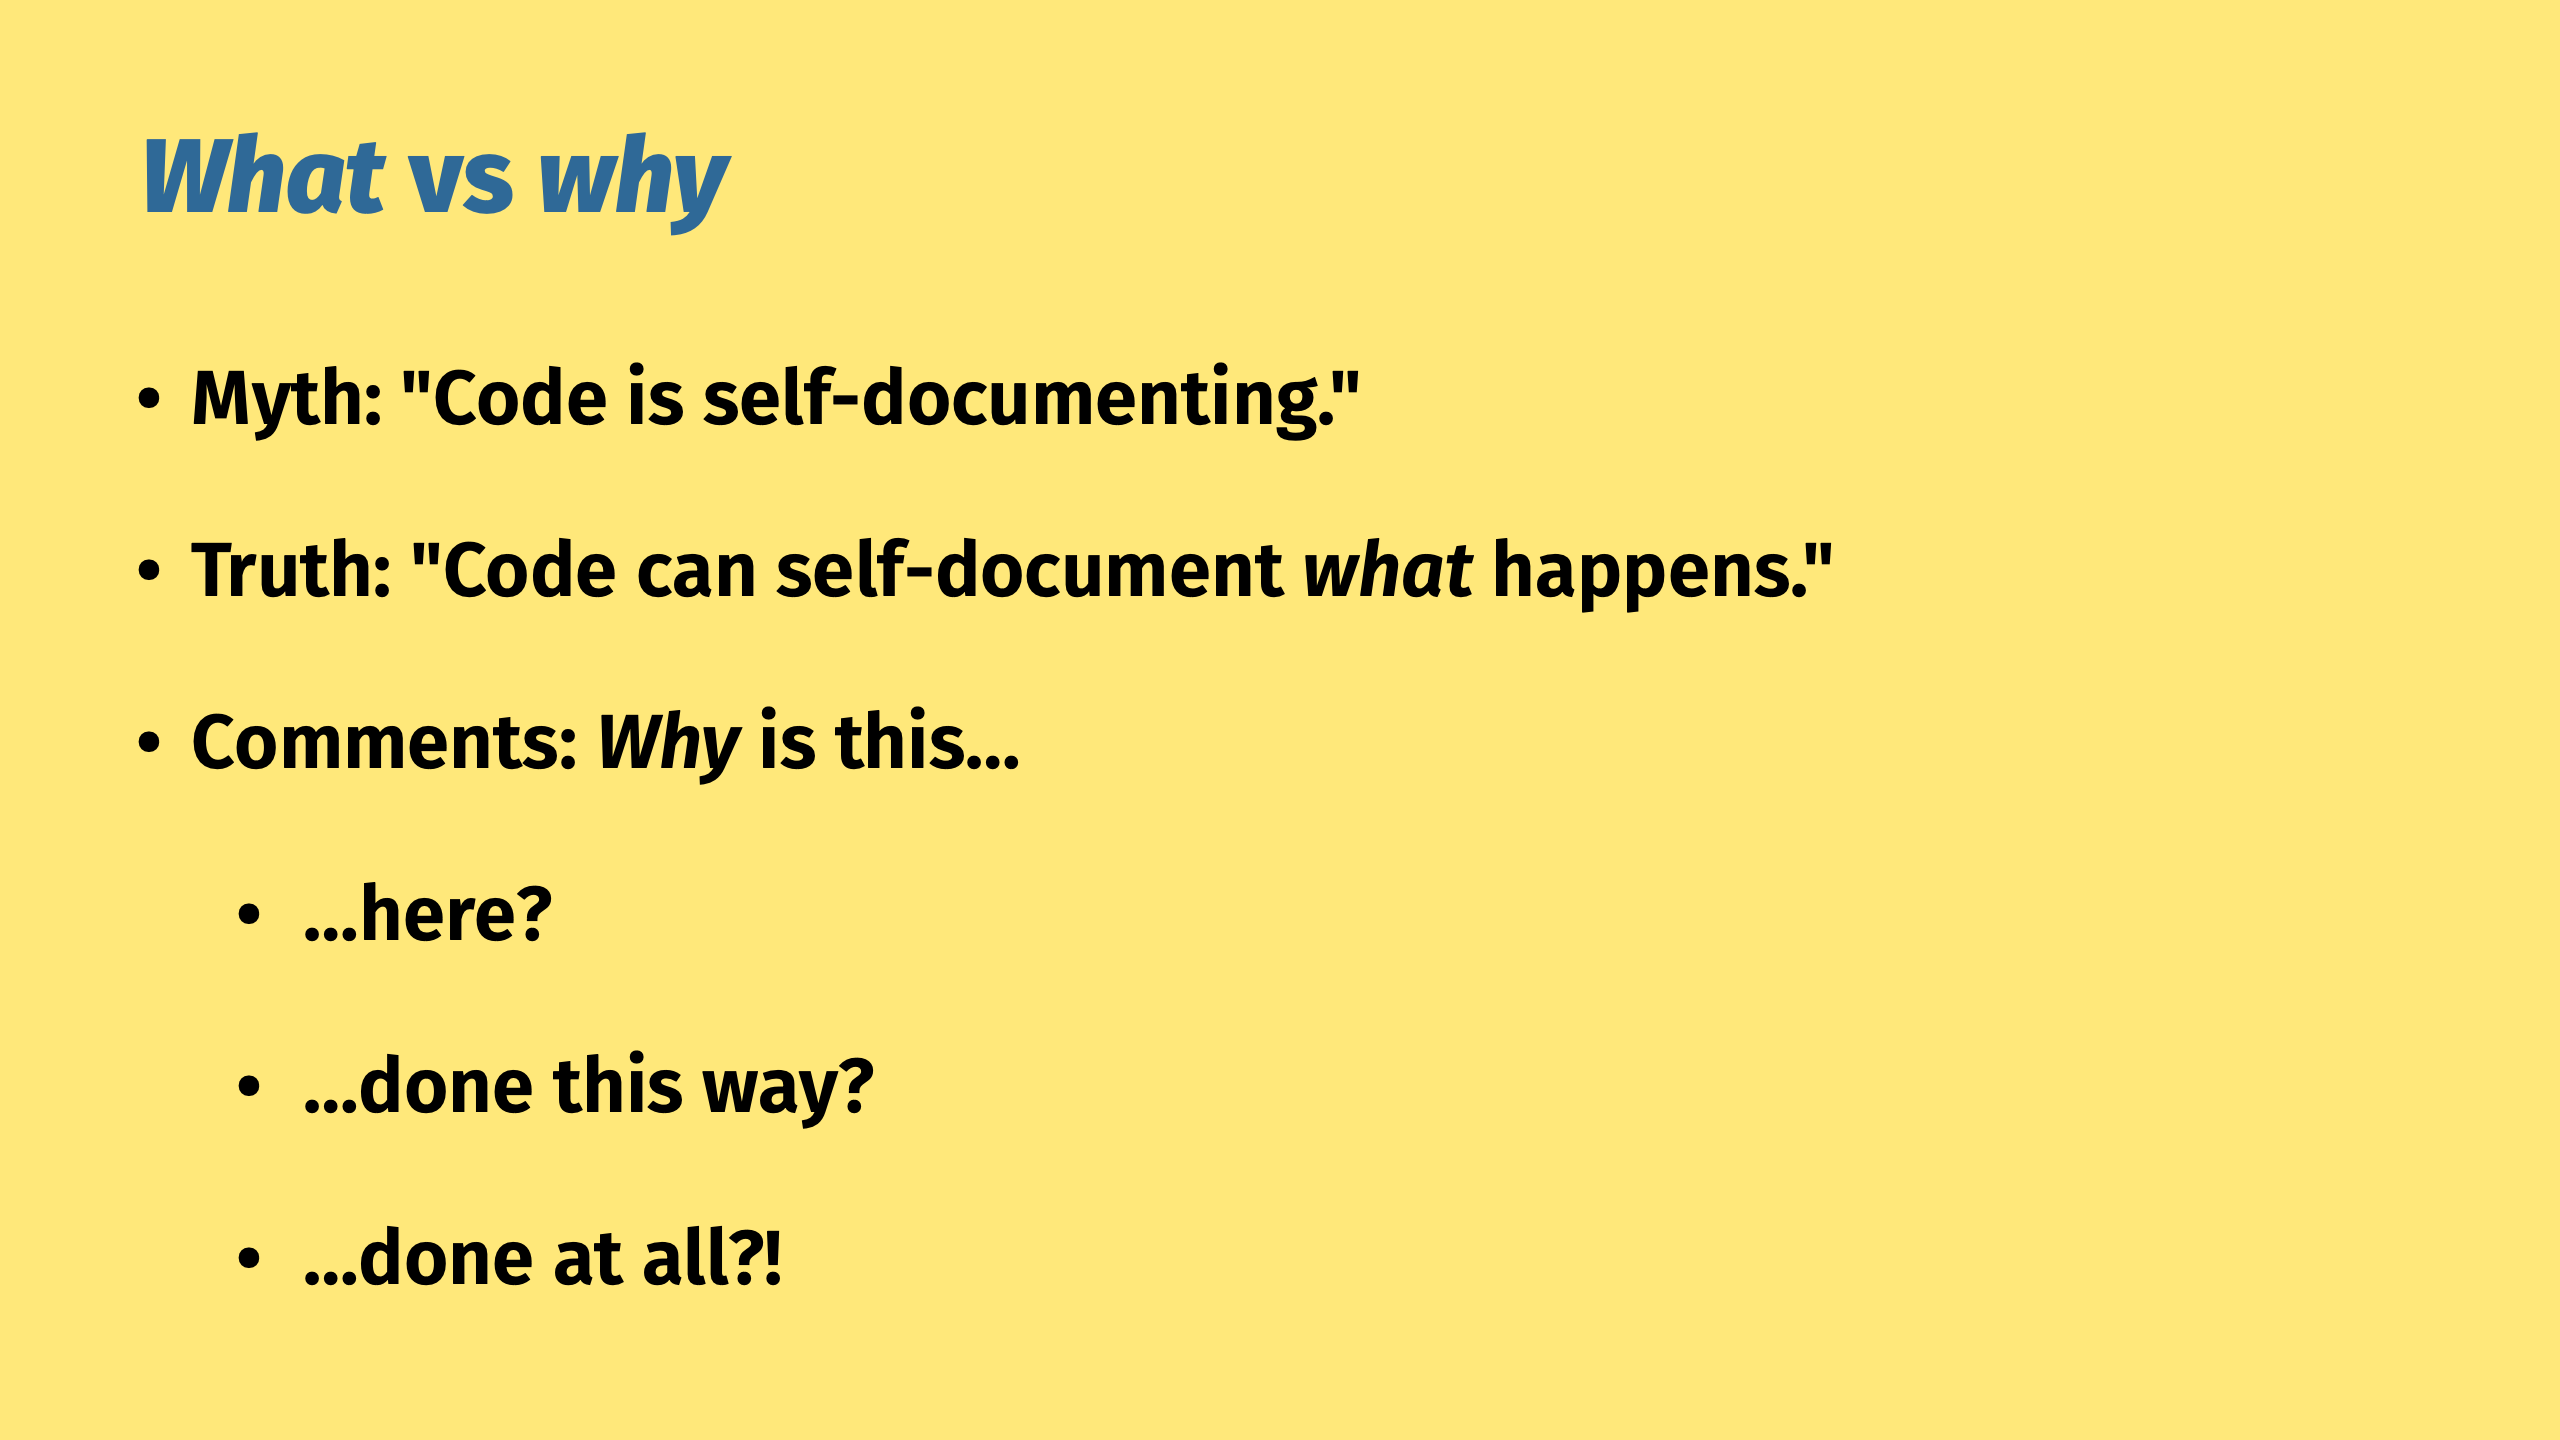 What vs why
• Myth: "Code is self-documenting."
• Truth: "Code can self-document what happens."
• Comments: Why is this...
• ...here?
• ...done this way?
• ...done at all?!